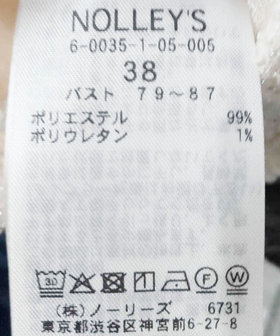 NOLLEY'S
6-0035-1-05-005
38
バスト 79~87
ポリエステル 99%
ポリウレタン 1%
30 F W
(株)ノーリーズ 6731
東京都渋谷区神宮前6-27-8